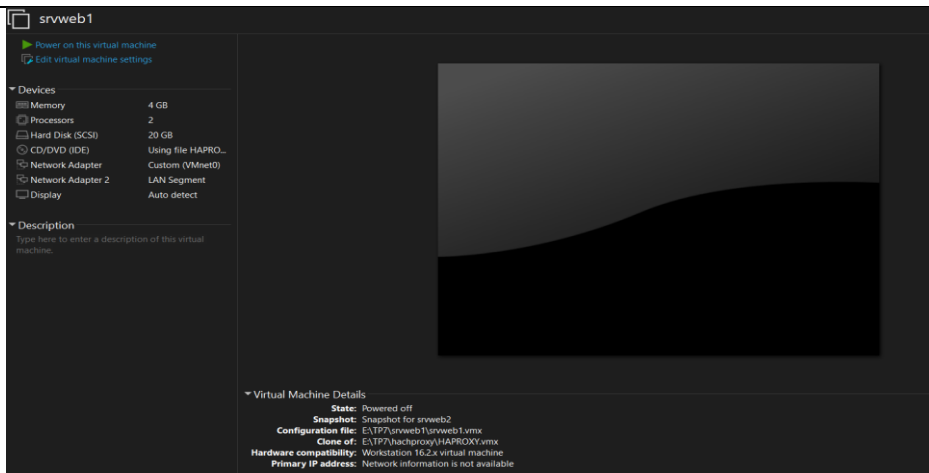 srvweb1
Power on this virtual machine
Edit virtual machine settings
Devices
Memory 4 GB
Processors 2
Hard Disk (SCSI) 20 GB
CD/DVD (IDE) Using file HAPRO...
Network Adapter Custom (VMnet0)
Network Adapter 2 LAN Segment
Display Auto detect
Description
Type here to enter a description of this virtual
machine.
Virtual Machine Details
State: Powered off
Snapshot: Snapshot for srvweb2
Configuration file: E:\TP7\srvweb1\srvweb1.vmx
Clone of: E:\TP7\hachproxy\HAPROXY.vmx
Hardware compatibility: Workstation 16.2.x virtual machine
Primary IP address: Network information is not available